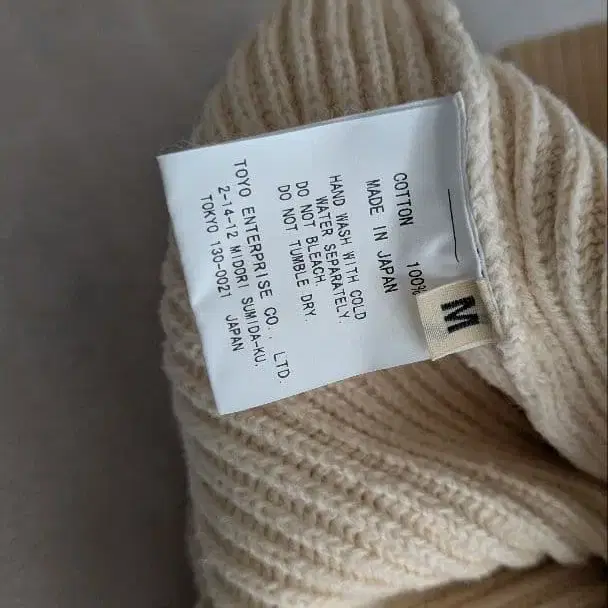 COTTON 100%
MADE IN JAPAN
HAND WASH WITH COLD
WATER SEPARATELY.
DO NOT BLEACH.
DO NOT TUMBLE DRY.
TOYO ENTERPRISE CO., LTD.
2-14-12 MIDORI SUMIDA-KU.
TOKYO 130-0021 JAPAN
M